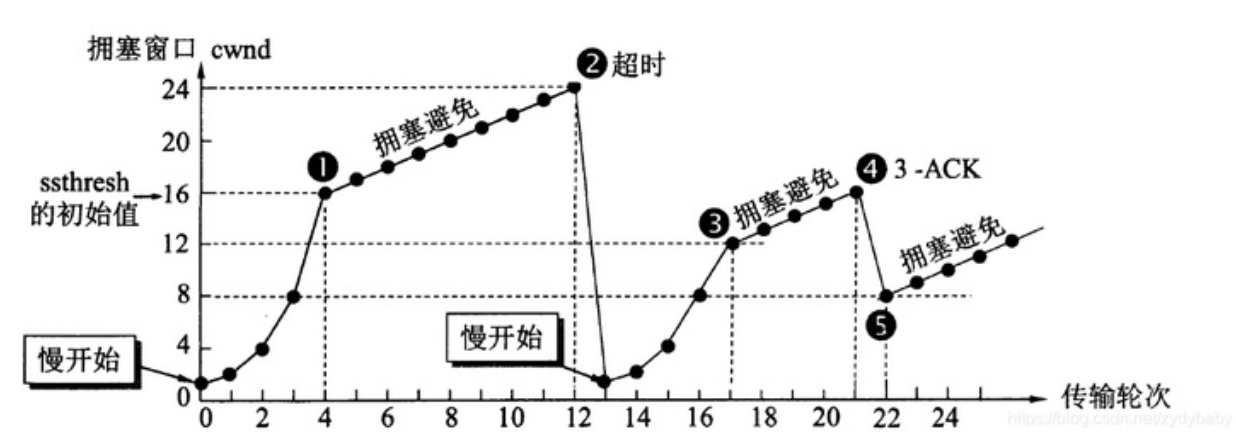 拥塞窗口 cwnd
❷超时
24
拥塞避免
20
❶
❹ 3 -ACK
ssthresh
的初始值
16
❸
拥塞避免
12
拥塞避免
8
❺
慢开始
慢开始
4
0
0 2 4 6 8 10 12 14 16 18 20 22 24
传输轮次
https://blog.csdn.net/zydybaby